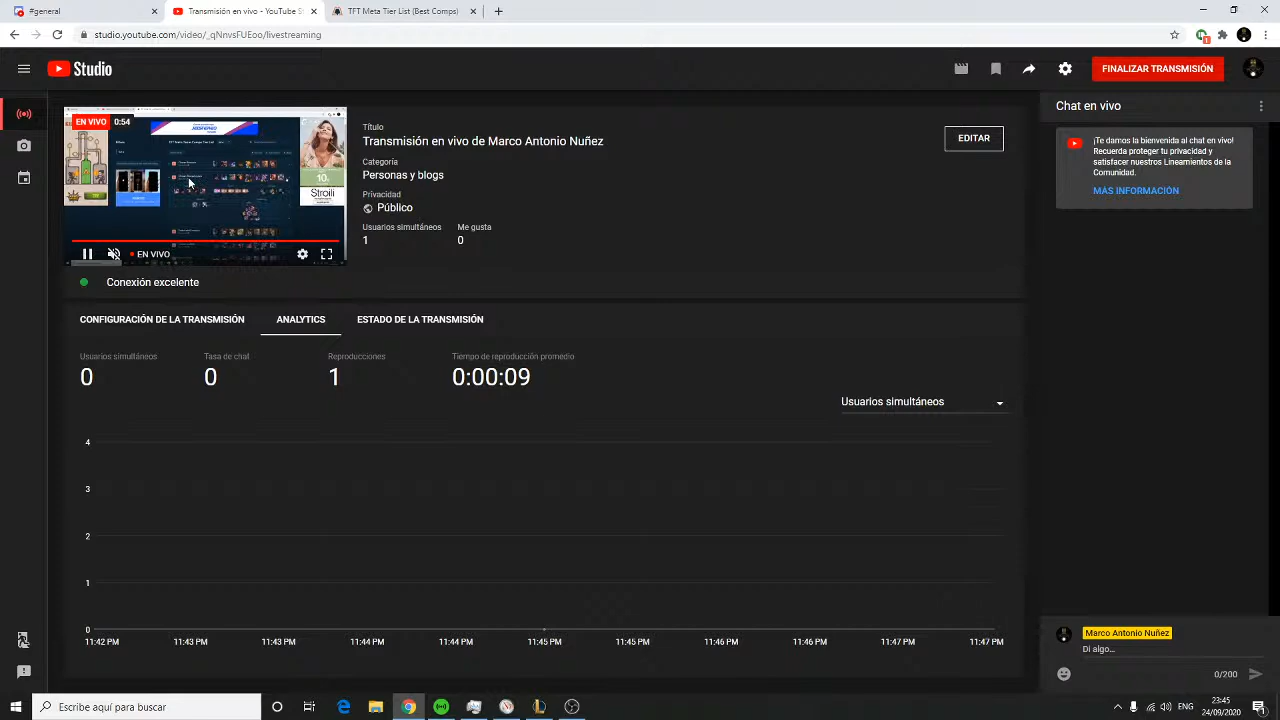 #general
Transmisión en vivo - YouTube S
TFT Meta Tier List (Best Comps)
studio.youtube.com/video/_qNnvsFUEoo/livestreaming
1
Studio
FINALIZAR TRANSMISIÓN
EN VIVO 0:54
Stroili
EN VIVO
Título
Transmisión en vivo de Marco Antonio Nuñez
EDITAR
Categoría
Personas y blogs
Privacidad
Público
Usuarios simultáneos Me gusta
1 0
Conexión excelente
Chat en vivo
¡Te damos la bienvenida al chat en vivo!
Recuerda proteger tu privacidad y
satisfacer nuestros Lineamientos de la
Comunidad.
MÁS INFORMACIÓN
CONFIGURACIÓN DE LA TRANSMISIÓN ANALYTICS ESTADO DE LA TRANSMISIÓN
Usuarios simultáneos Tasa de chat Reproducciones Tiempo de reproducción promedio
0 0 1 0:00:09
Usuarios simultáneos
4
3
2
1
0
11:42 PM 11:43 PM 11:43 PM 11:44 PM 11:44 PM 11:45 PM 11:45 PM 11:46 PM 11:46 PM 11:47 PM 11:47 PM
Marco Antonio Nuñez
Di algo...
0/200
Escribe aquí para buscar
ENG
23:45
24/09/2020
1